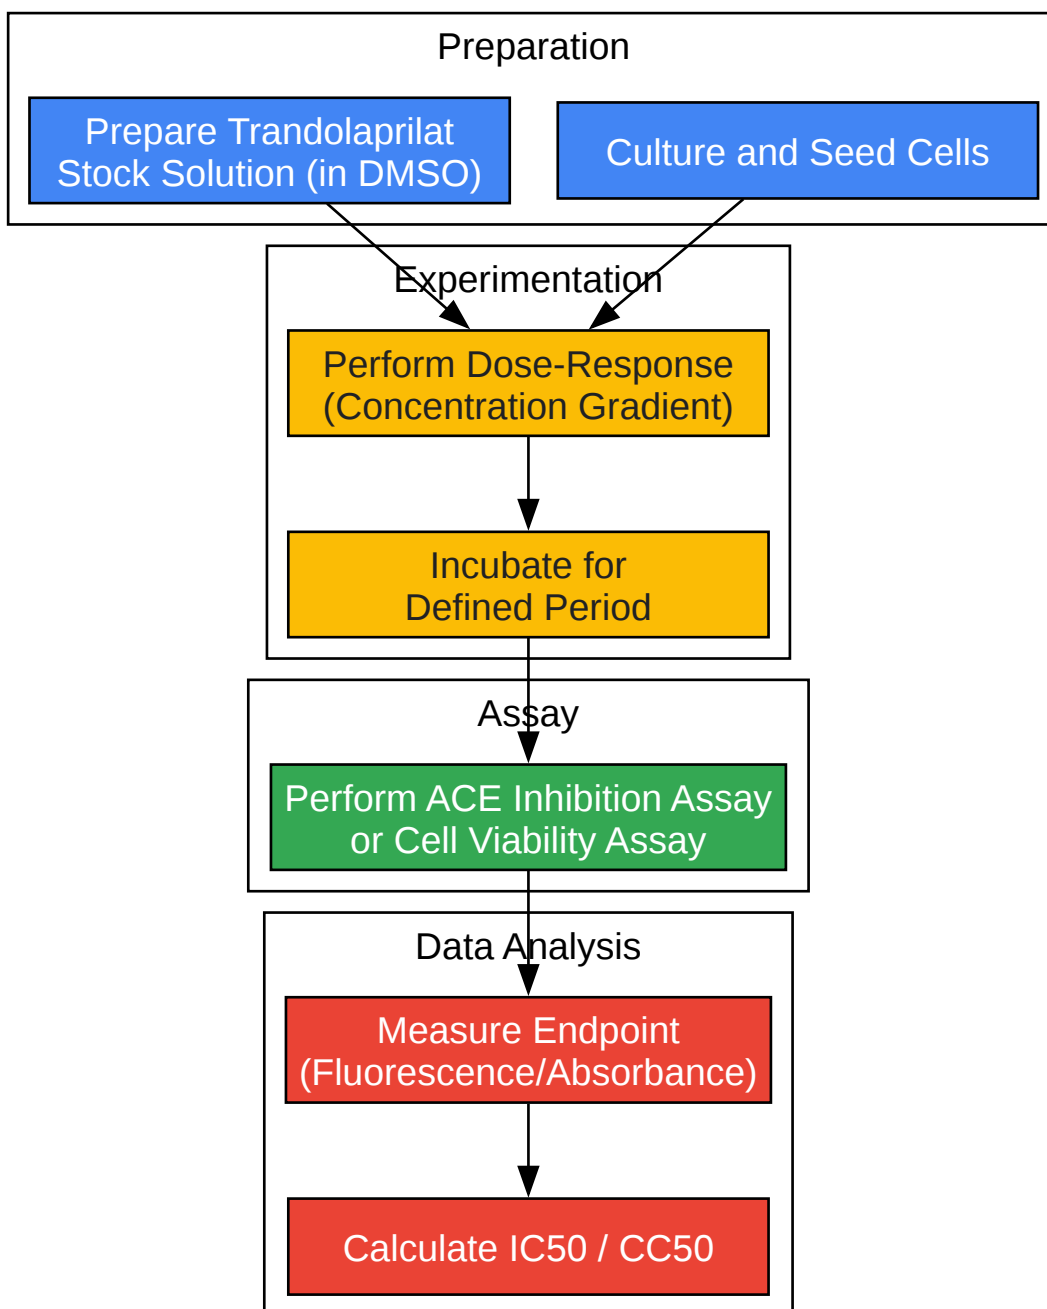 Preparation
Prepare Trandolaprilat
Stock Solution (in DMSO)
Culture and Seed Cells
Experimentation
Perform Dose-Response
(Concentration Gradient)
Incubate for
Defined Period
Assay
Perform ACE Inhibition Assay
or Cell Viability Assay
Data Analysis
Measure Endpoint
(Fluorescence/Absorbance)
Calculate IC50 / CC50